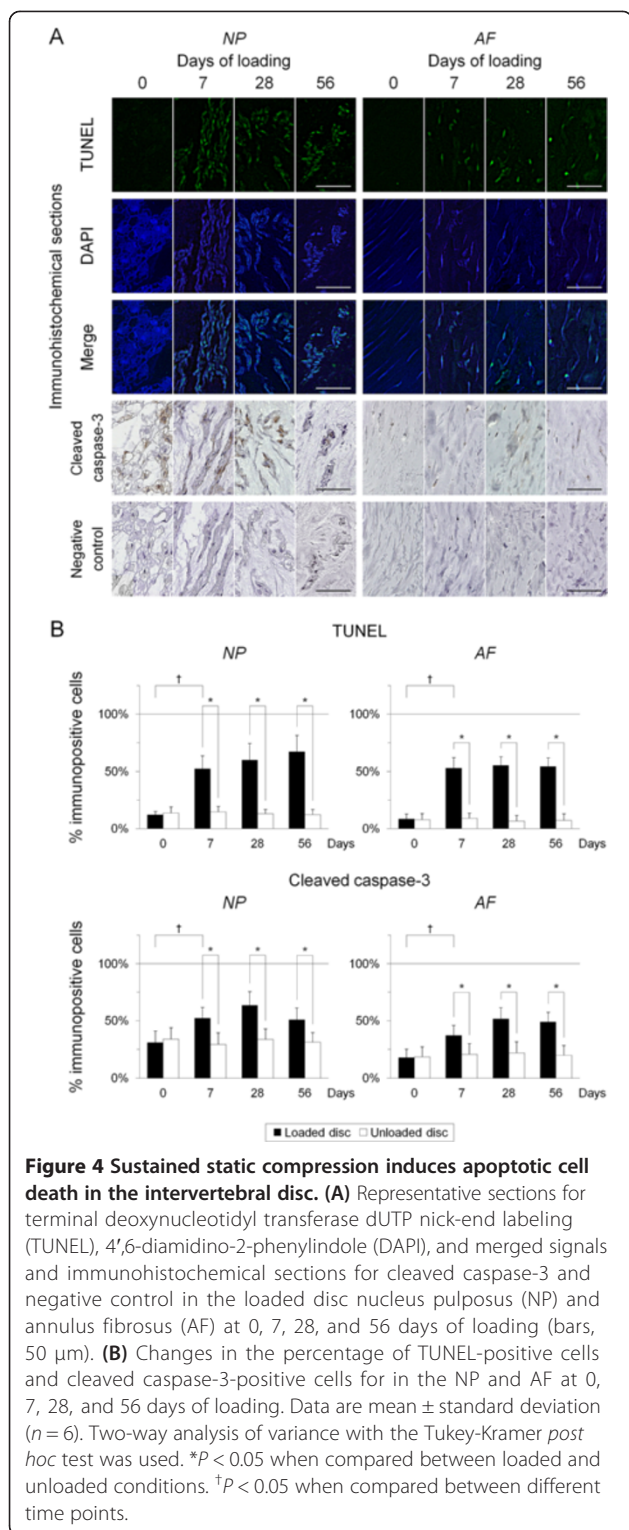 A
NP AF
Days of loading Days of loading
0 7 28 56 0 7 28 56
Immunohistochemical sections
TUNEL
DAPI
Merge
Cleaved
caspase-3
Negative
control
B
TUNEL
NP AF
% immunopositive cells
100%
50%
0%
† * * *
† * * *
0 7 28 56 Days 0 7 28 56 Days
Cleaved caspase-3
NP AF
% immunopositive cells
100%
50%
0%
† * * *
† * * *
0 7 28 56 Days 0 7 28 56 Days
Loaded disc Unloaded disc
Figure 4 Sustained static compression induces apoptotic cell
death in the intervertebral disc. (A) Representative sections for
terminal deoxynucleotidyl transferase dUTP nick-end labeling
(TUNEL), 4′,6-diamidino-2-phenylindole (DAPI), and merged signals
and immunohistochemical sections for cleaved caspase-3 and
negative control in the loaded disc nucleus pulposus (NP) and
annulus fibrosus (AF) at 0, 7, 28, and 56 days of loading (bars,
50 μm). (B) Changes in the percentage of TUNEL-positive cells
and cleaved caspase-3-positive cells for in the NP and AF at 0,
7, 28, and 56 days of loading. Data are mean ± standard deviation
(n = 6). Two-way analysis of variance with the Tukey-Kramer post
hoc test was used. *P < 0.05 when compared between loaded and
unloaded conditions. †P < 0.05 when compared between different
time points.